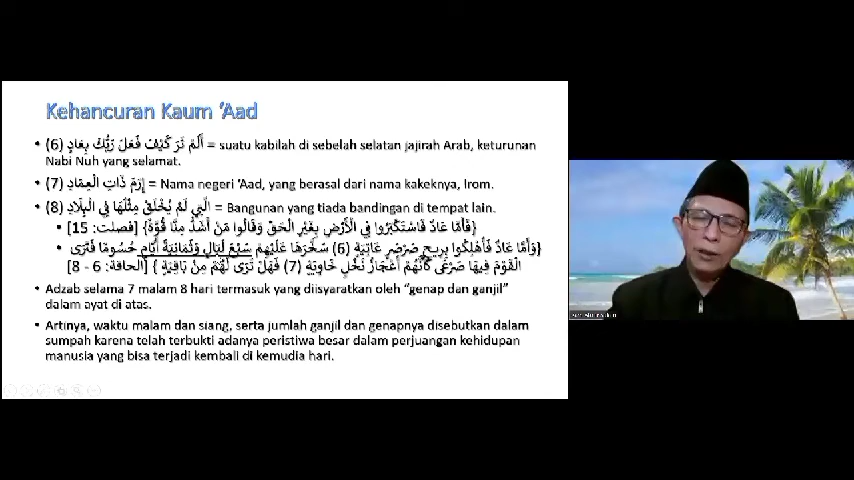 Kehancuran Kaum 'Aad
• أَلَمْ تَرَ كَيْفَ فَعَلَ رَبُّكَ بِعَادٍ (6) = suatu kabilah di sebelah selatan jajirah Arab, keturunan
Nabi Nuh yang selamat.
• إِرَمَ ذَاتِ الْعِمَادِ (7) = Nama negeri 'Aad, yang berasal dari nama kakeknya, Irom.
• الَّتِي لَمْ يُخْلَقْ مِثْلُهَا فِي الْبِلَادِ (8) = Bangunan yang tiada bandingan di tempat lain.
• {فَأَمَّا عَادٌ فَاسْتَكْبَرُوا فِي الْأَرْضِ بِغَيْرِ الْحَقِّ وَقَالُوا مَنْ أَشَدُّ مِنَّا قُوَّةً} [فصلت: 15]
• {وَأَمَّا عَادٌ فَأُهْلِكُوا بِرِيحٍ صَرْصَرٍ عَاتِيَةٍ (6) سَخَّرَهَا عَلَيْهِمْ سَبْعَ لَيَالٍ وَثَمَانِيَةَ أَيَّامٍ حُسُومًا فَتَرَى
الْقَوْمَ فِيهَا صَرْعَى كَأَنَّهُمْ أَعْجَازُ نَخْلٍ خَاوِيَةٍ (7) فَهَلْ تَرَى لَهُمْ مِنْ بَاقِيَةٍ } [الحاقة: 6 - 8]
• Adzab selama 7 malam 8 hari termasuk yang diisyaratkan oleh "genap dan ganjil"
dalam ayat di atas.
• Artinya, waktu malam dan siang, serta jumlah ganjil dan genapnya disebutkan dalam
sumpah karena telah terbukti adanya peristiwa besar dalam perjuangan kehidupan
manusia yang bisa terjadi kembali di kemudia hari.